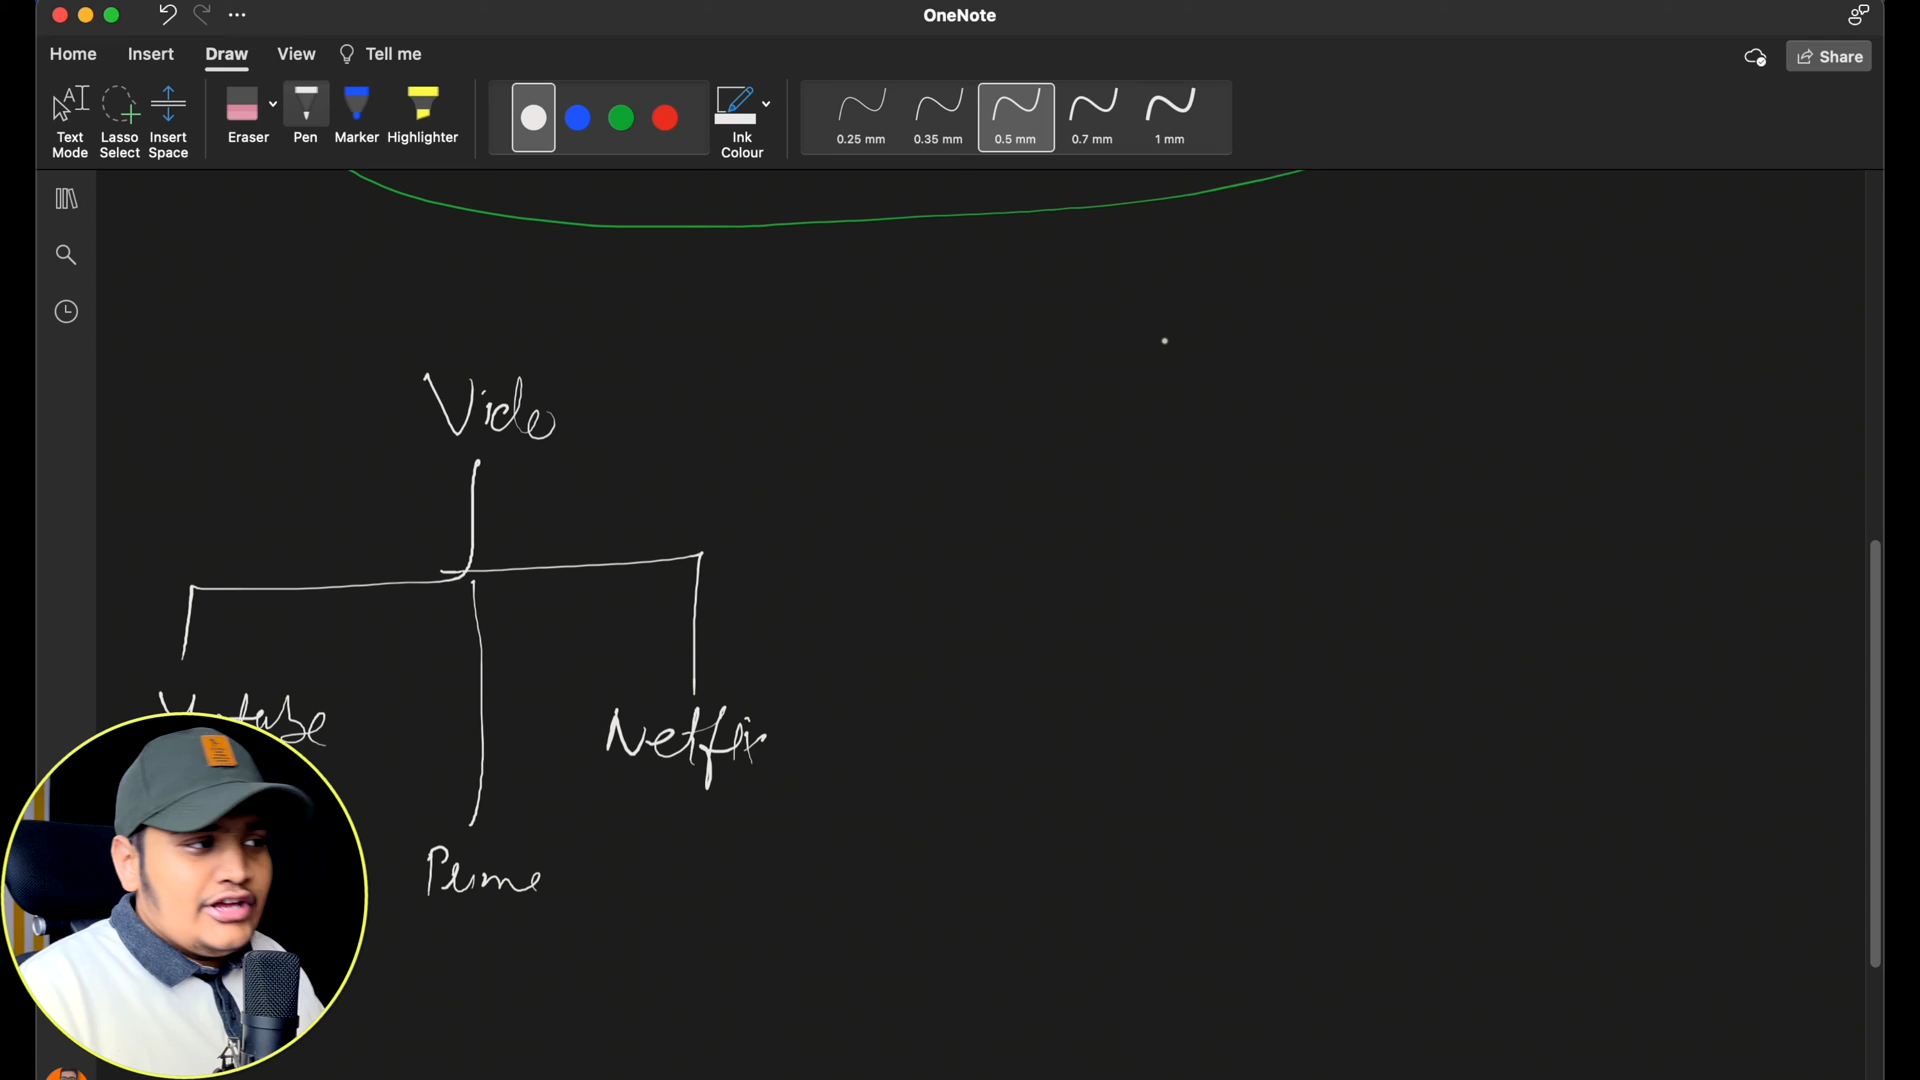 OneNote
Home Insert Draw View Tell me Share
Text Mode
Lasso Select
Insert Space
Eraser
Pen
Marker
Highlighter
Ink Colour
0.25 mm
0.35 mm
0.5 mm
0.7 mm
1 mm
Video
Netflix
Prime